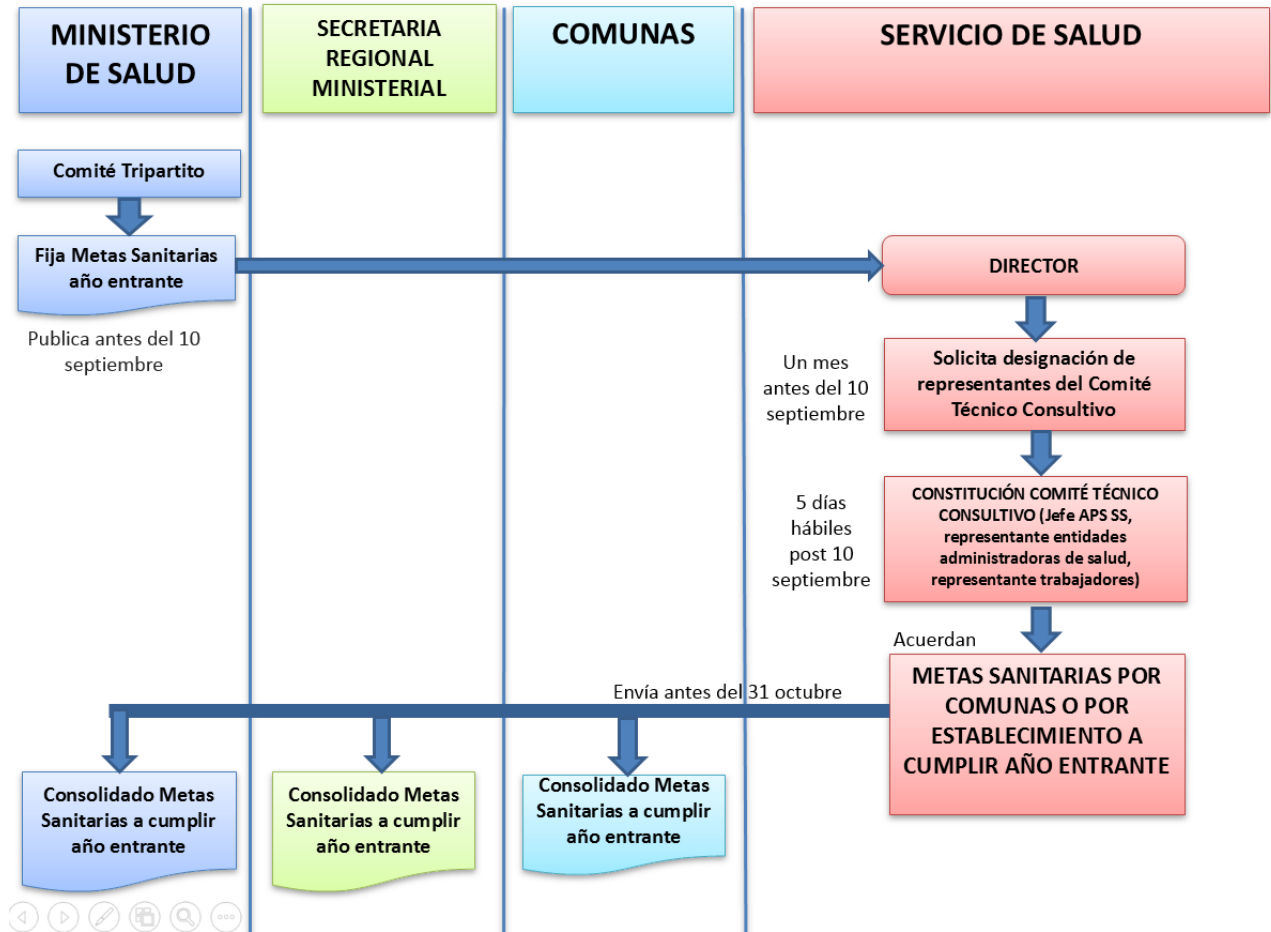 MINISTERIO
DE SALUD
SECRETARIA
REGIONAL
MINISTERIAL
COMUNAS
SERVICIO DE SALUD
Comité Tripartito
Fija Metas Sanitarias
año entrante
Publica antes del 10
septiembre
DIRECTOR
Un mes
antes del 10
septiembre
Solicita designación de
representantes del Comité
Técnico Consultivo
5 días
hábiles
post 10
septiembre
CONSTITUCIÓN COMITÉ TÉCNICO
CONSULTIVO (Jefe APS SS,
representante entidades
administradoras de salud,
representante trabajadores)
Acuerdan
METAS SANITARIAS POR
COMUNAS O POR
ESTABLECIMIENTO A
CUMPLIR AÑO ENTRANTE
Envía antes del 31 octubre
Consolidado Metas
Sanitarias a cumplir
año entrante
Consolidado Metas
Sanitarias a cumplir
año entrante
Consolidado Metas
Sanitarias a cumplir
año entrante